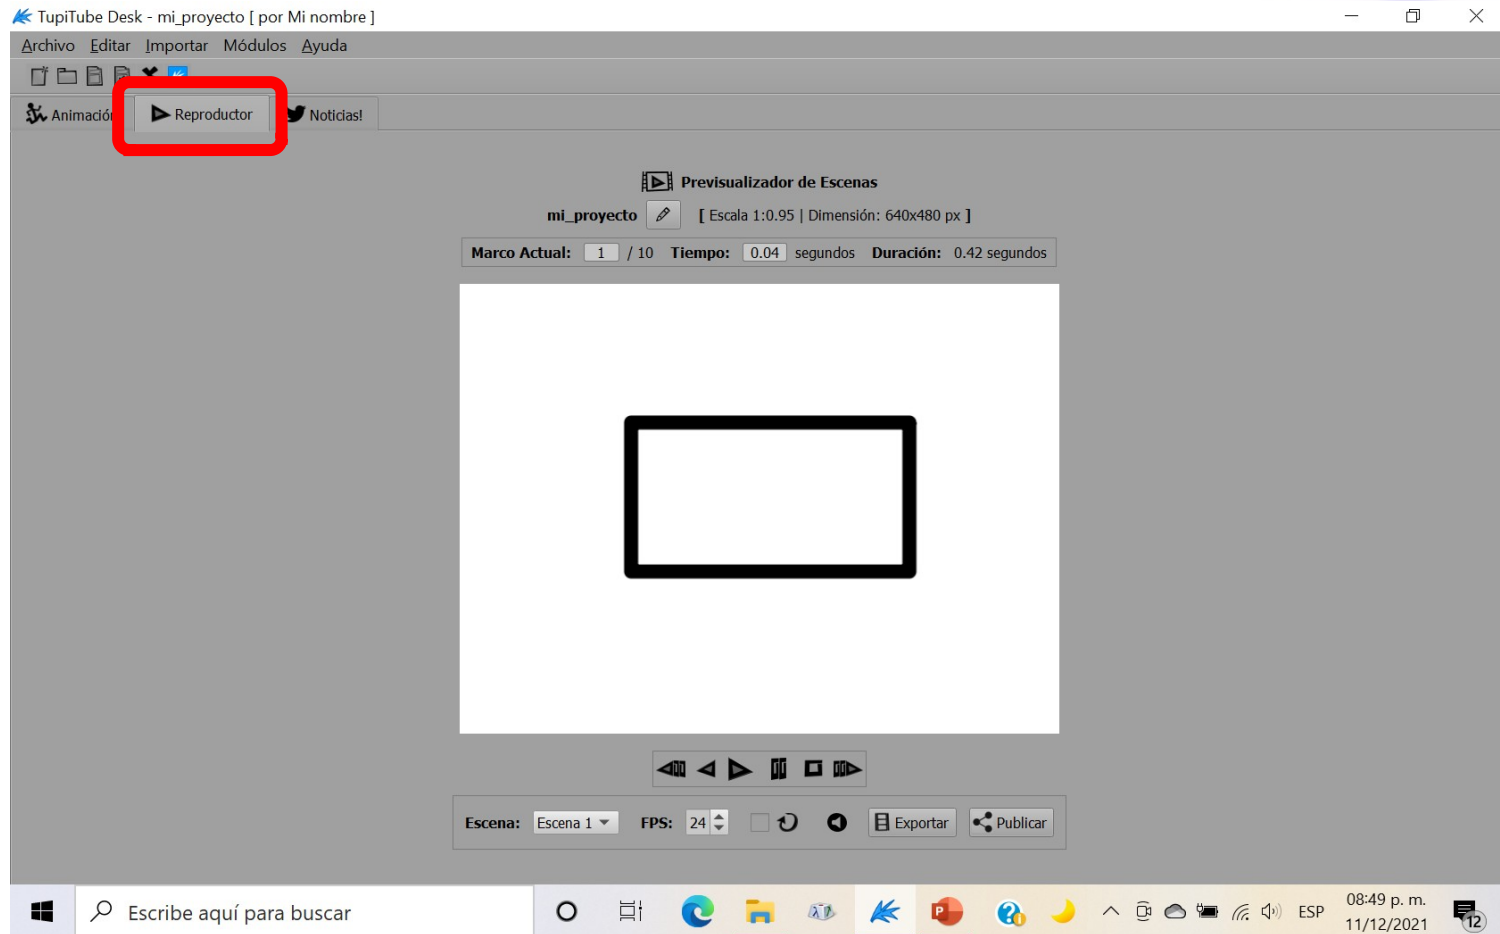 TupiTube Desk - mi_proyecto [ por Mi nombre ]
Archivo Editar Importar Módulos Ayuda
Animación Reproductor Noticias!
Previsualizador de Escenas
mi_proyecto [ Escala 1:0.95 | Dimensión: 640x480 px ]
Marco Actual: 1 / 10 Tiempo: 0.04 segundos Duración: 0.42 segundos
Escena: Escena 1 FPS: 24 Exportar Publicar
Escribe aquí para buscar
ESP
08:49 p. m.
11/12/2021
12